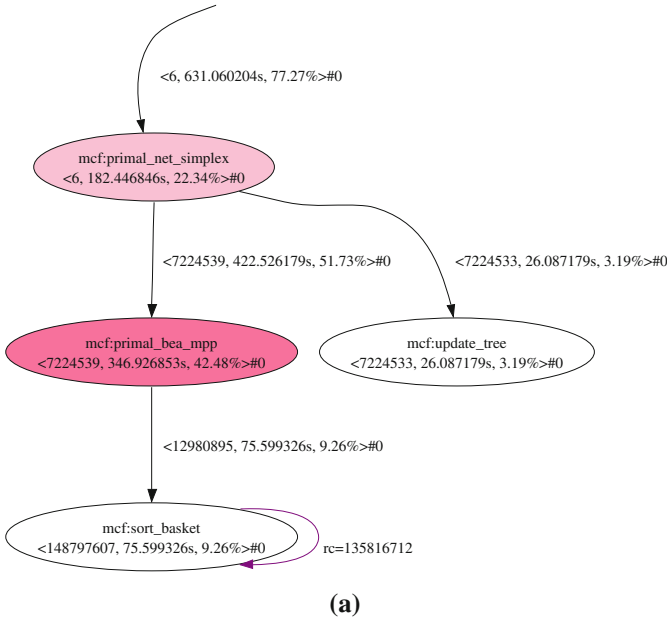 <6, 631.060204s, 77.27%>#0
mcf:primal_net_simplex
<6, 182.446846s, 22.34%>#0
<7224539, 422.526179s, 51.73%>#0
<7224533, 26.087179s, 3.19%>#0
mcf:primal_bea_mpp
<7224539, 346.926853s, 42.48%>#0
mcf:update_tree
<7224533, 26.087179s, 3.19%>#0
<12980895, 75.599326s, 9.26%>#0
mcf:sort_basket
<148797607, 75.599326s, 9.26%>#0
rc=135816712
(a)